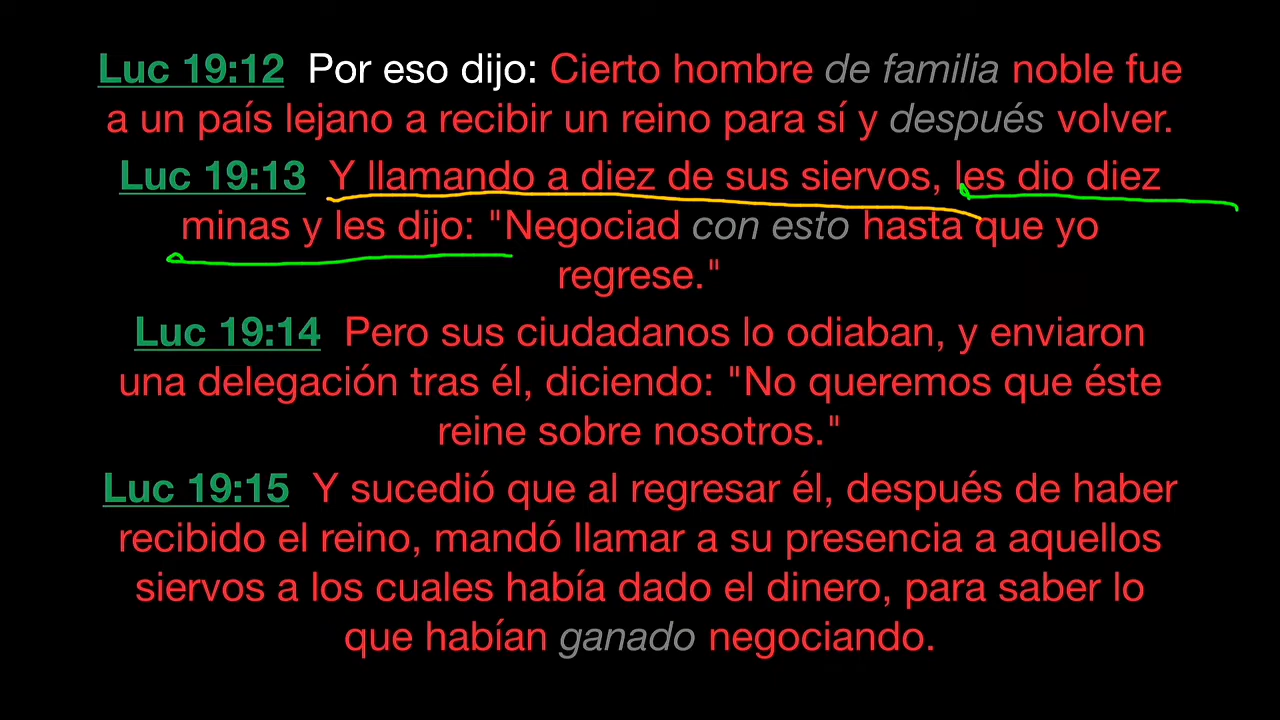 Luc 19:12 Por eso dijo: Cierto hombre de familia noble fue
a un país lejano a recibir un reino para sí y después volver.
Luc 19:13 Y llamando a diez de sus siervos, les dio diez
minas y les dijo: "Negociad con esto hasta que yo
regrese."
Luc 19:14 Pero sus ciudadanos lo odiaban, y enviaron
una delegación tras él, diciendo: "No queremos que éste
reine sobre nosotros."
Luc 19:15 Y sucedió que al regresar él, después de haber
recibido el reino, mandó llamar a su presencia a aquellos
siervos a los cuales había dado el dinero, para saber lo
que habían ganado negociando.